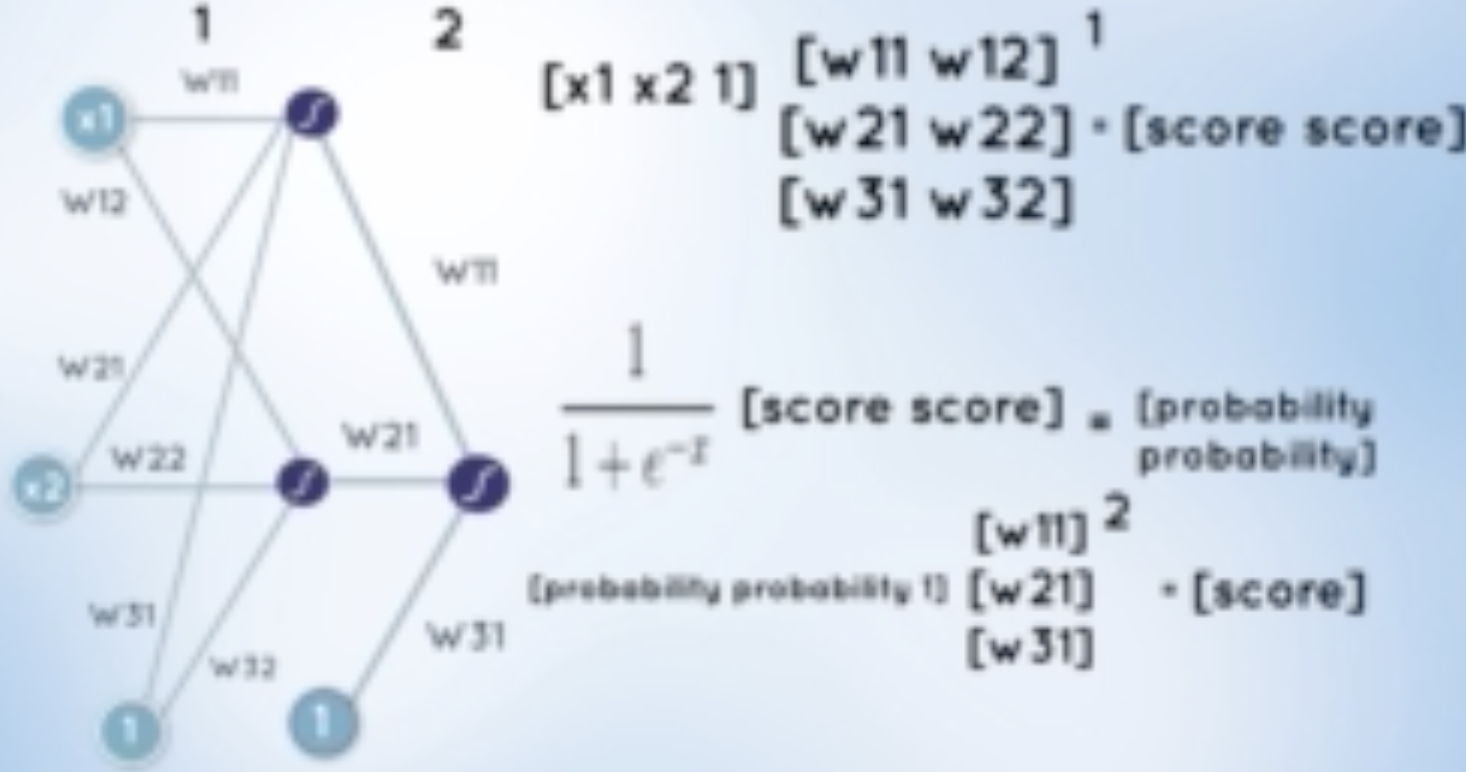 1
2
W11
x1
W12
W11
W21
W22
W21
x2
W31
W32
W31
1
1
[x1 x2 1]
[w11 w12] 1
[w21 w22] = [score score]
[w31 w32]
1
1+e^{-x} [score score] = [probability
probability]
[w11] 2
[probability probability 1] [w21] = [score]
[w31]